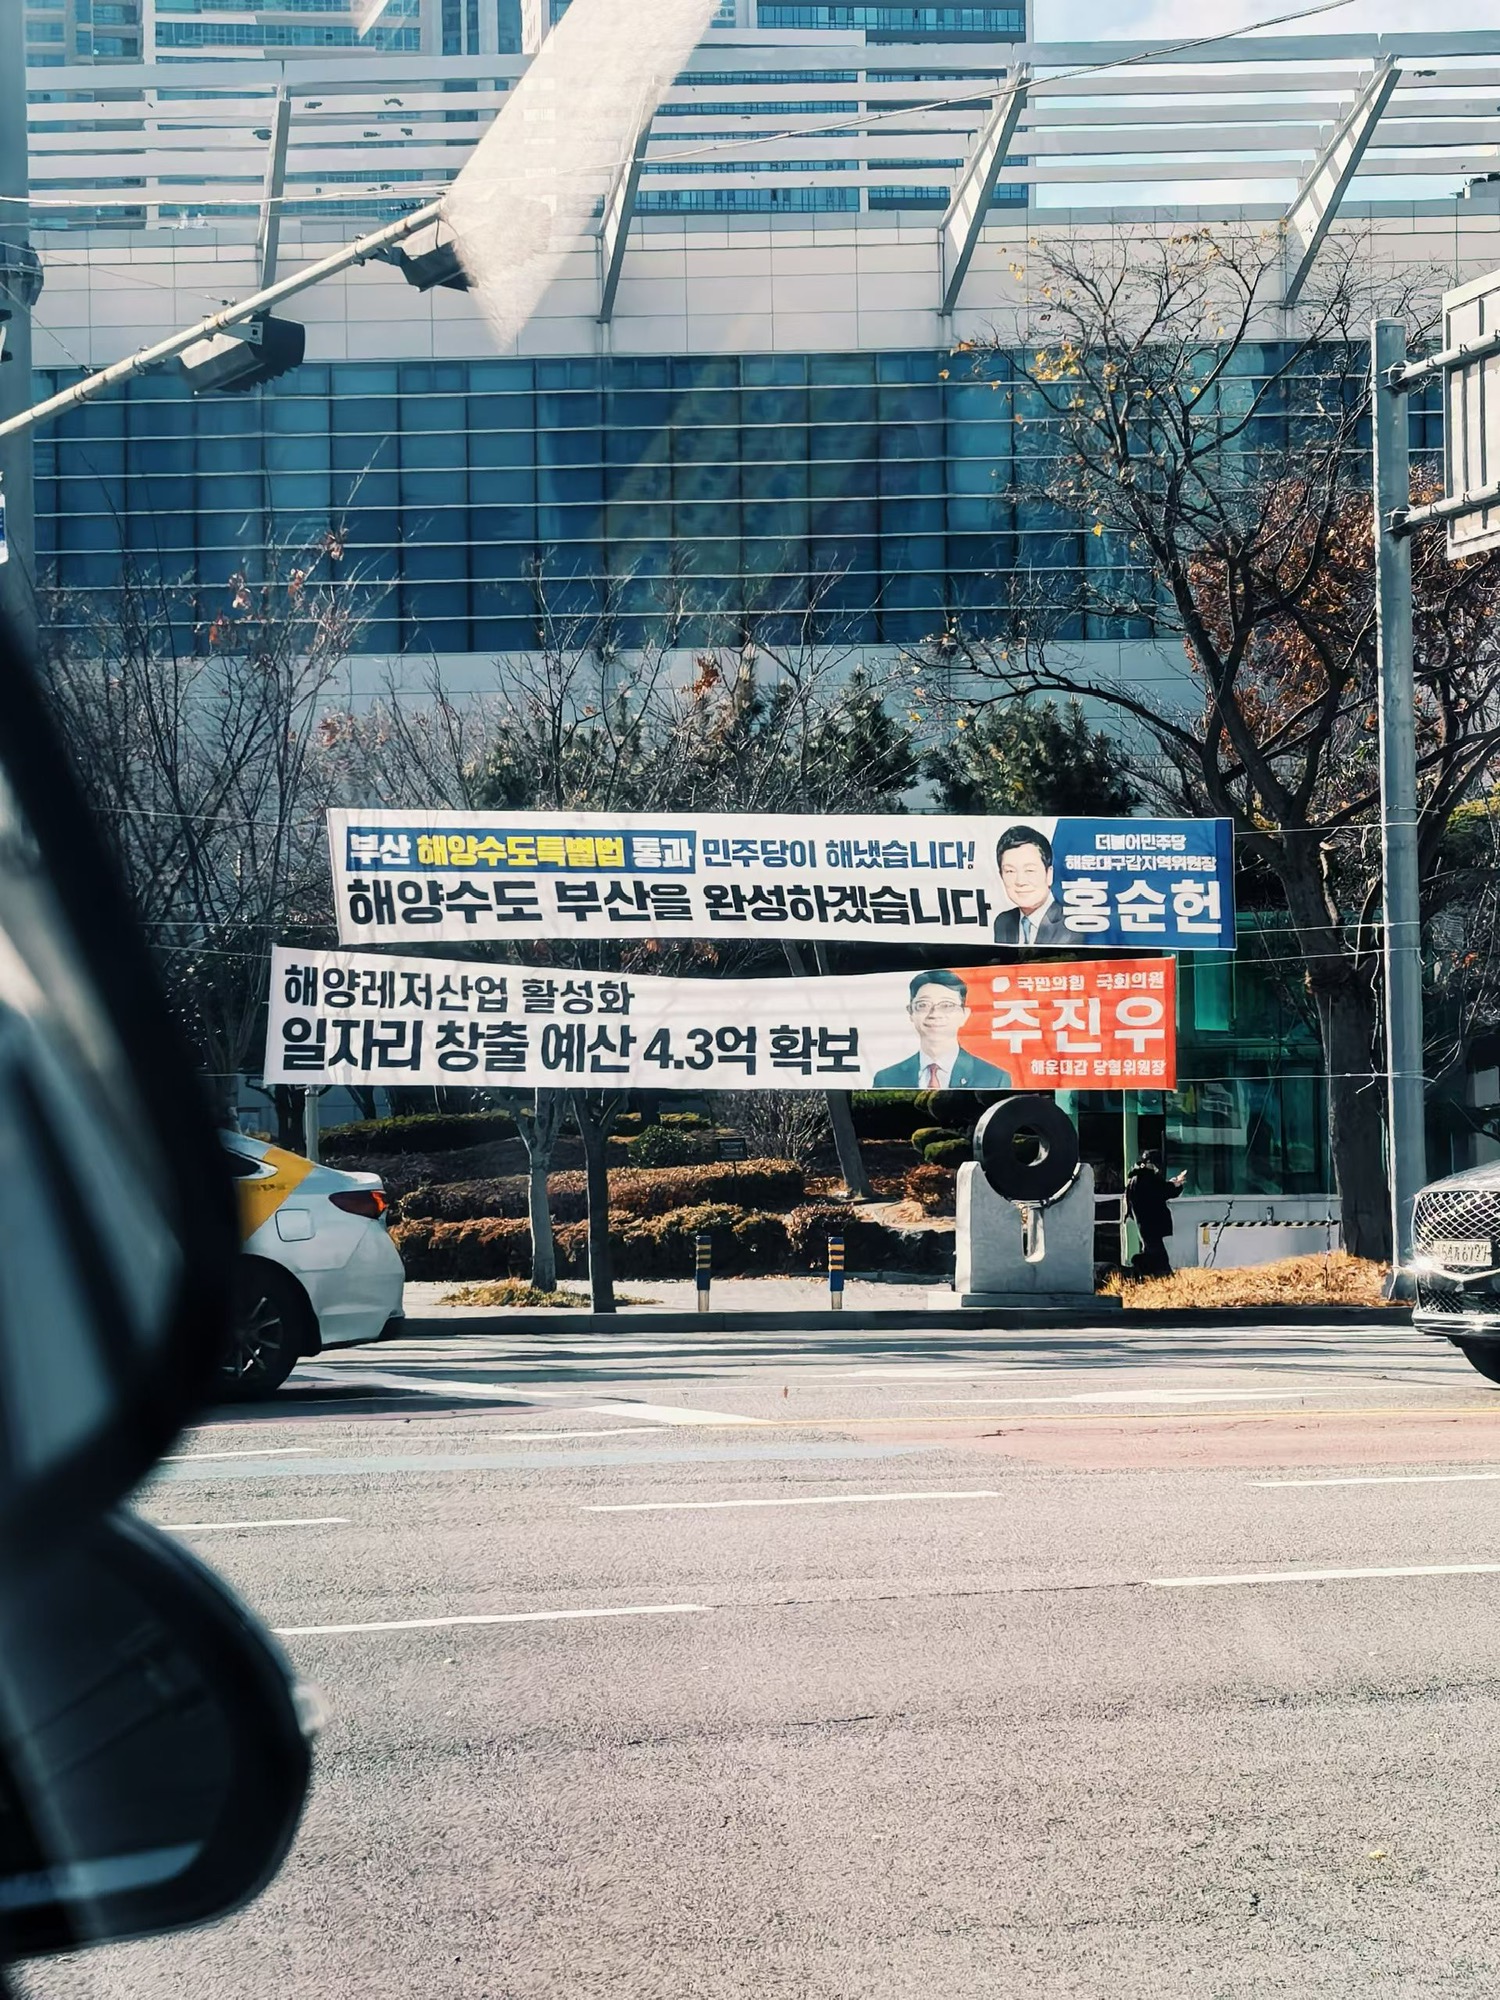 부산 해양수도특별법 통과 민주당이 해냈습니다!
해양수도 부산을 완성하겠습니다
더불어민주당
해운대구갑지역위원장
홍순헌
해양레저산업 활성화
일자리 창출 예산 4.3억 확보
국민의힘 국회의원
주진우
해운대갑 당협위원장